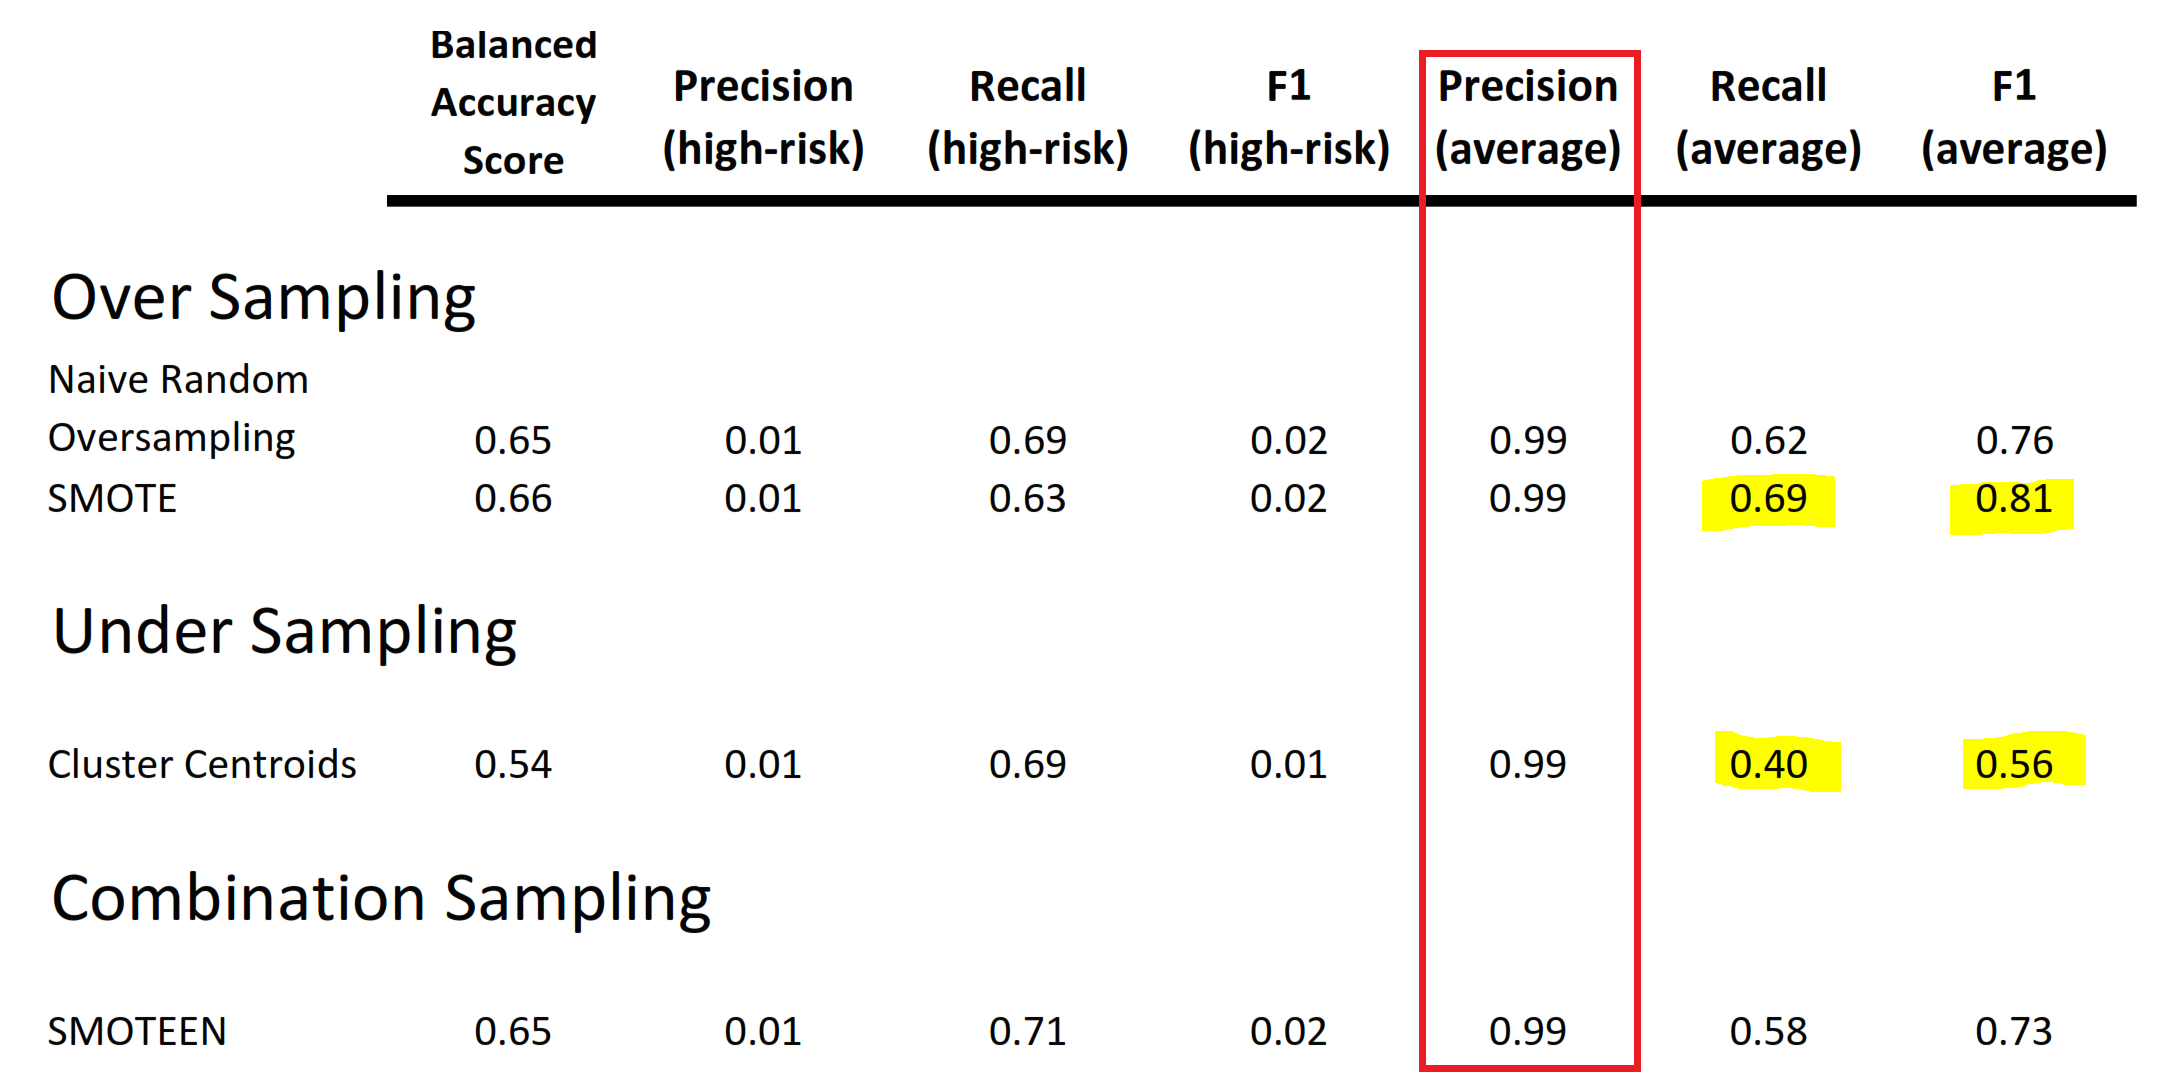 Balanced Accuracy Score Precision (high-risk) Recall (high-risk) F1 (high-risk) Precision (average) Recall (average) F1 (average)
Over Sampling
Naive Random
Oversampling 0.65 0.01 0.69 0.02 0.99 0.62 0.76
SMOTE 0.66 0.01 0.63 0.02 0.99 0.69 0.81
Under Sampling
Cluster Centroids 0.54 0.01 0.69 0.01 0.99 0.40 0.56
Combination Sampling
SMOTEEN 0.65 0.01 0.71 0.02 0.99 0.58 0.73